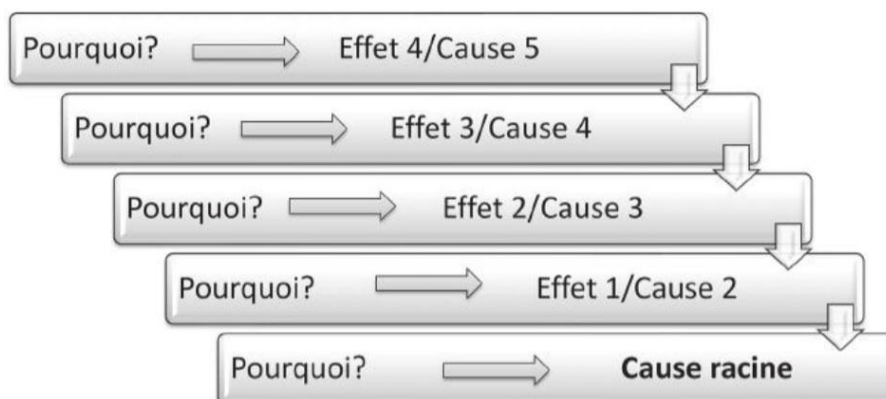 Pourquoi? Effet 4/Cause 5
Pourquoi? Effet 3/Cause 4
Pourquoi? Effet 2/Cause 3
Pourquoi? Effet 1/Cause 2
Pourquoi? Cause racine